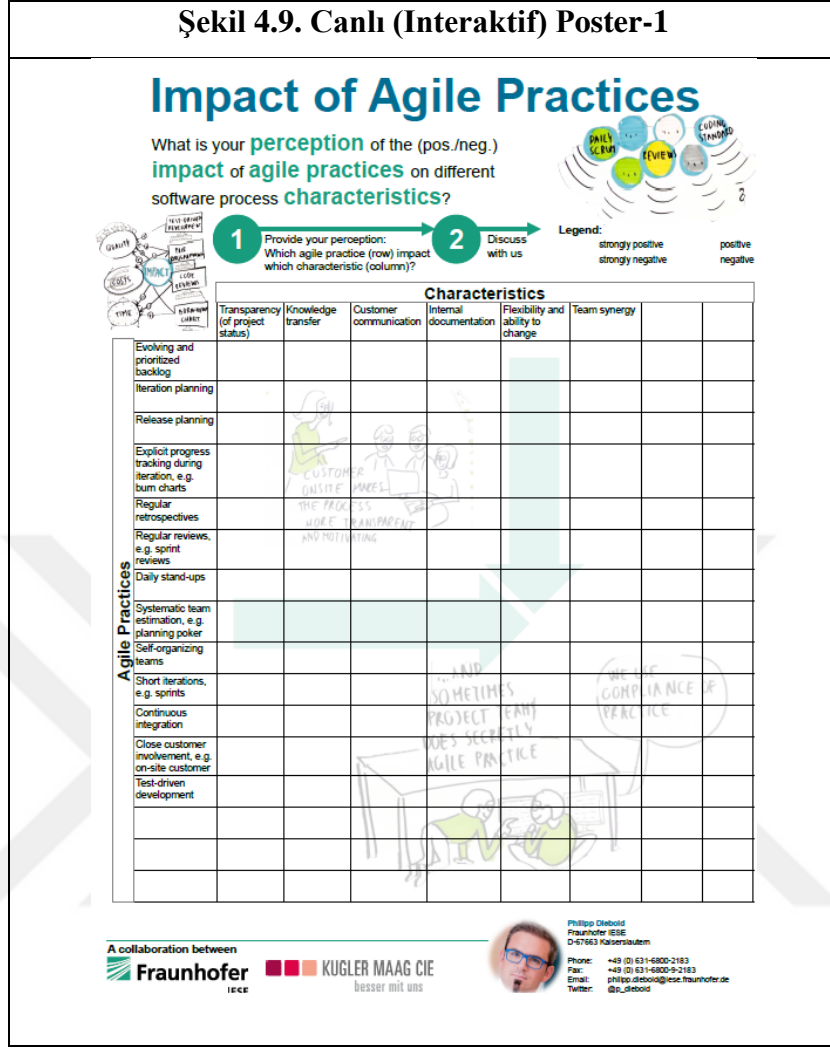 Şekil 4.9. Canlı (Interaktif) Poster-1
Impact of Agile Practices
What is your perception of the (pos./neg.)
impact of agile practices on different
software process characteristics?
DAILY
SCRUM
REVIEWS
CODING
STANDARD
QUALITY
COSTS
TIME
IMPACT
TEST-DRIVEN
DEVELOPMENT
PAIR
PROGRAMMING
CODE
REVIEWS
BURNDOWN
CHART
1
Provide your perception:
Which agile practice (row) impact
which characteristic (column)?
2
Discuss
with us
Legend:
strongly positive positive
strongly negative negative
Characteristics
Transparency
(of project
status)
Knowledge
transfer
Customer
communication
Internal
documentation
Flexibility and
ability to
change
Team synergy
Agile Practices
Evolving and
prioritized
backlog
Iteration planning
Release planning
Explicit progress
tracking during
iteration, e.g.
burn charts
Regular
retrospectives
Regular reviews,
e.g. sprint
reviews
Daily stand-ups
Systematic team
estimation, e.g.
planning poker
Self-organizing
teams
Short iterations,
e.g. sprints
Continuous
integration
Close customer
involvement, e.g.
on-site customer
Test-driven
development
CUSTOMER
ONSITE MAKES
THE PROCESS
MORE TRANSPARENT
AND MOTIVATING
...AND
SOMETIMES
PROJECT TEAM
DOES SECRETLY
AGILE PRACTICE
WE USE
COMPLIANCE OF
PRACTICE
A collaboration between
Fraunhofer
IESE
KUGLER MAAG CIE
besser mit uns
Philipp Diebold
Fraunhofer IESE
D-67663 Kaiserslautern
Phone: +49 (0) 631-6800-2183
Fax: +49 (0) 631-6800-9-2183
Email: philipp.diebold@iese.fraunhofer.de
Twitter: @p_diebold